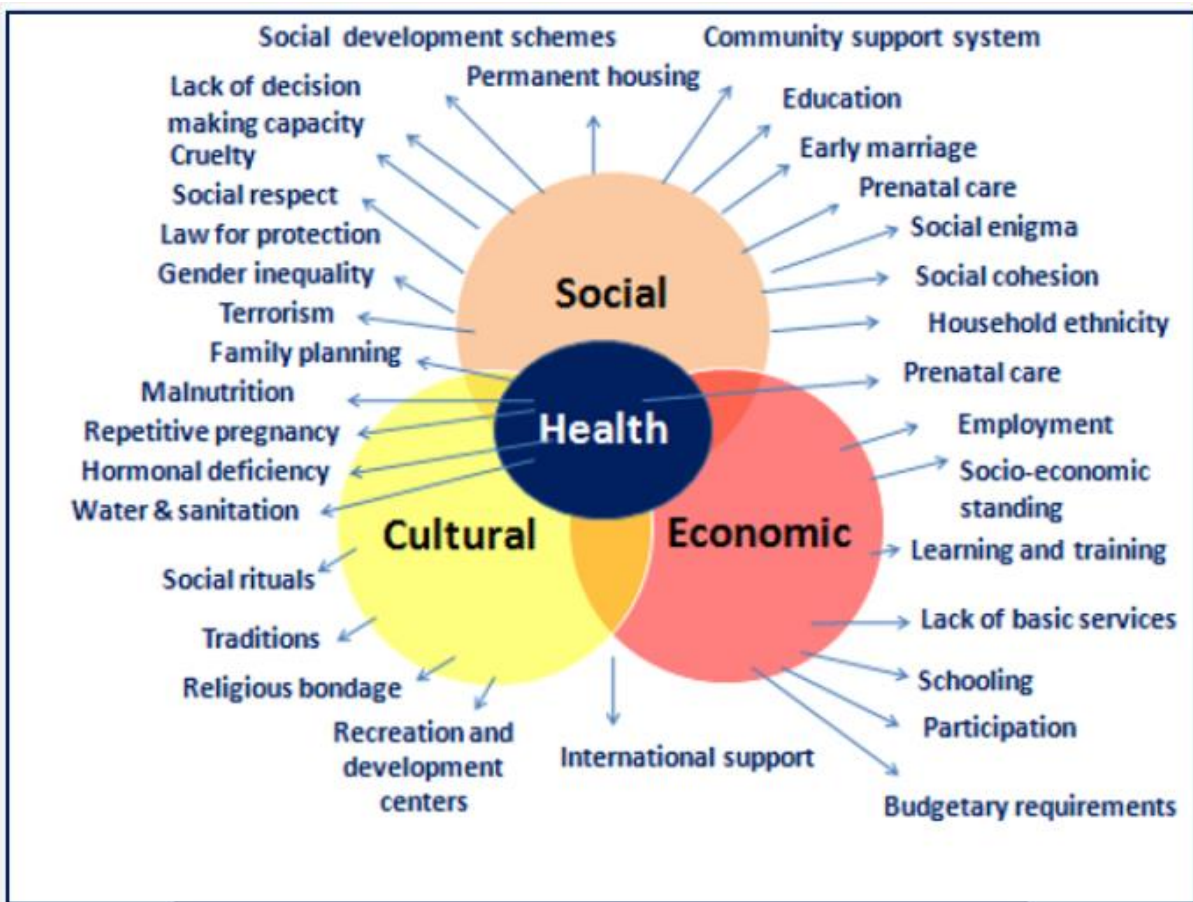 Social development schemes
Community support system
Permanent housing
Lack of decision
making capacity
Education
Cruelty
Early marriage
Social respect
Prenatal care
Law for protection
Social enigma
Gender inequality
Social cohesion
Social
Terrorism
Household ethnicity
Family planning
Prenatal care
Malnutrition
Employment
Repetitive pregnancy
Health
Hormonal deficiency
Socio-economic
standing
Water & sanitation
Cultural
Economic
Learning and training
Social rituals
Lack of basic services
Traditions
Religious bondage
Schooling
Recreation and
development
centers
Participation
International support
Budgetary requirements